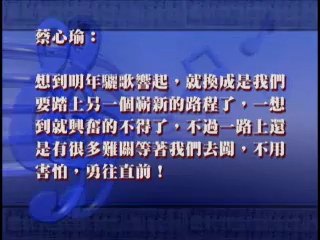 蔡心瑜：
想到明年驪歌響起，就換成是我們
要踏上另一個嶄新的路程了，一想
到就興奮的不得了，不過一路上還
是有很多難關等著我們去闖，不用
害怕，勇往直前！